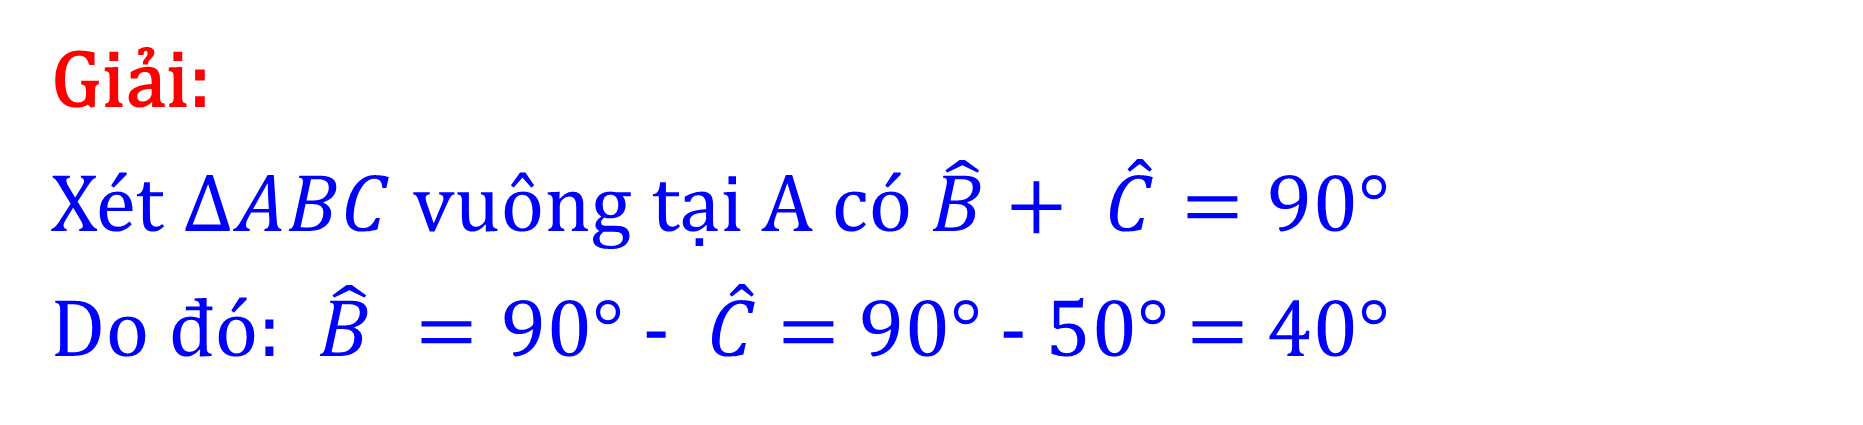 Giải:
Xét ΔABC vuông tại A có B̂ + Ĉ = 90°
Do đó: B̂ = 90° - Ĉ = 90° - 50° = 40°